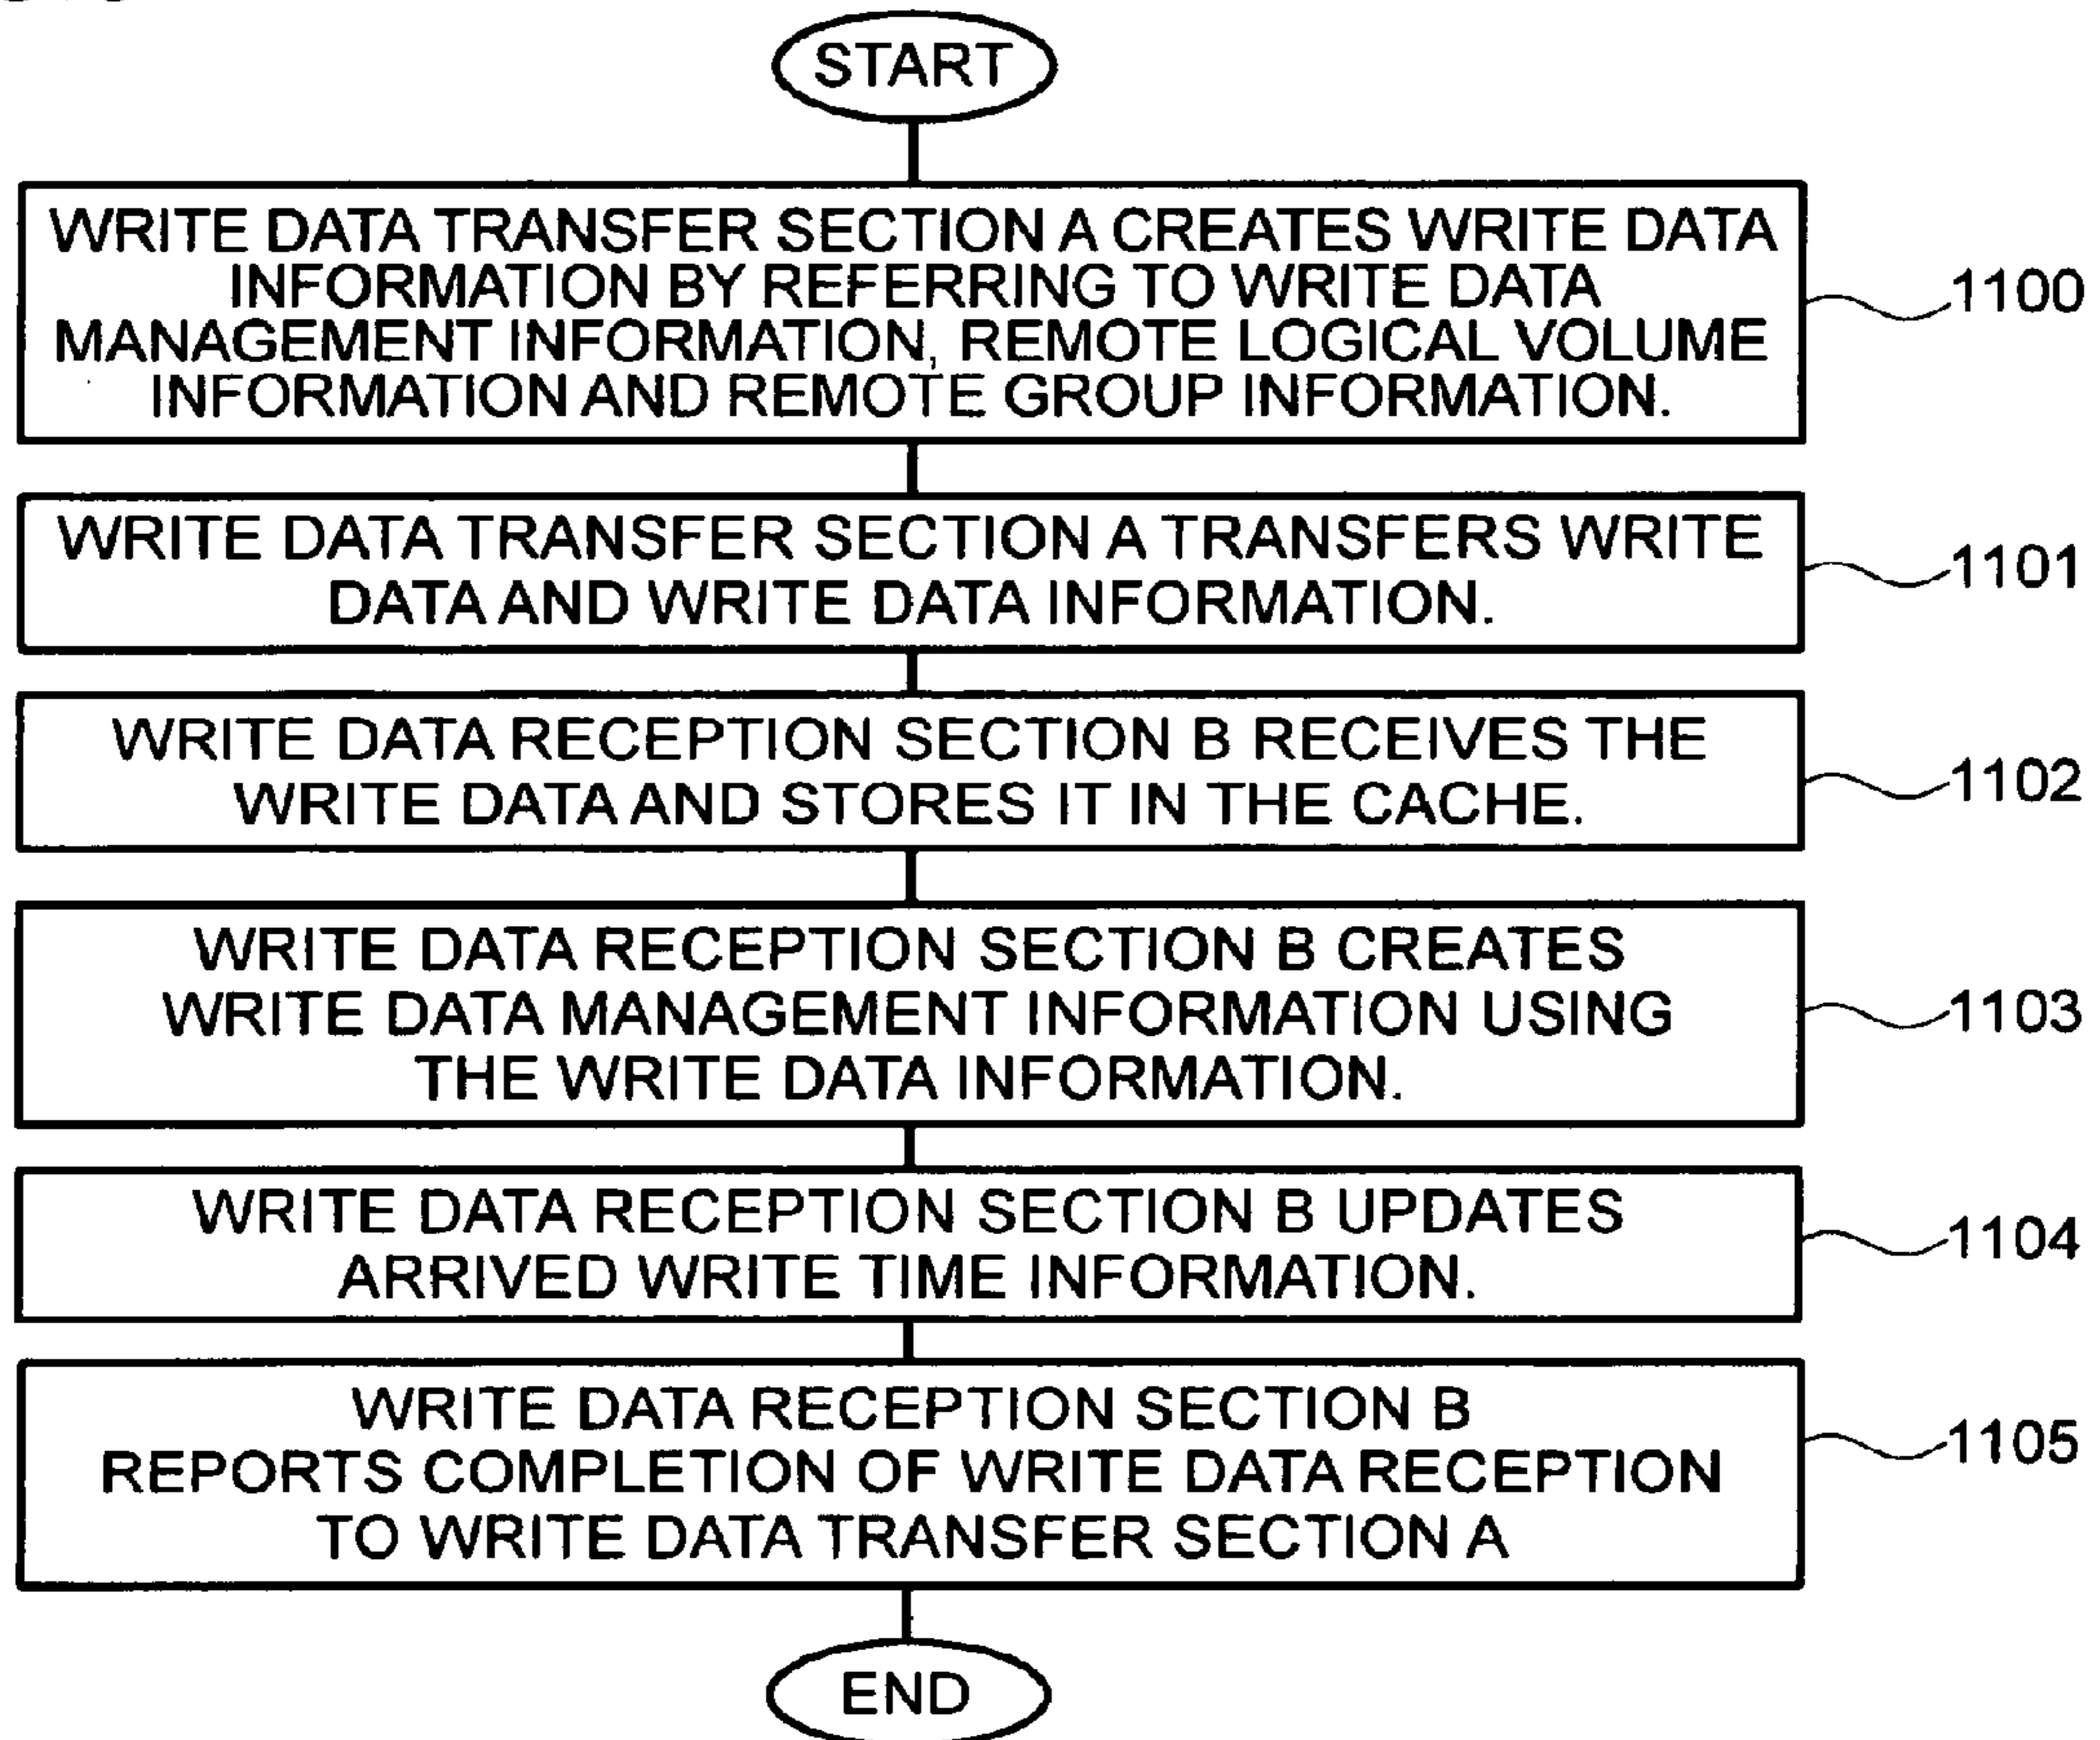 START
WRITE DATA TRANSFER SECTION A CREATES WRITE DATA
INFORMATION BY REFERRING TO WRITE DATA
MANAGEMENT INFORMATION, REMOTE LOGICAL VOLUME
INFORMATION AND REMOTE GROUP INFORMATION.
1100
WRITE DATA TRANSFER SECTION A TRANSFERS WRITE
DATA AND WRITE DATA INFORMATION.
1101
WRITE DATA RECEPTION SECTION B RECEIVES THE
WRITE DATA AND STORES IT IN THE CACHE.
1102
WRITE DATA RECEPTION SECTION B CREATES
WRITE DATA MANAGEMENT INFORMATION USING
THE WRITE DATA INFORMATION.
1103
WRITE DATA RECEPTION SECTION B UPDATES
ARRIVED WRITE TIME INFORMATION.
1104
WRITE DATA RECEPTION SECTION B
REPORTS COMPLETION OF WRITE DATA RECEPTION
TO WRITE DATA TRANSFER SECTION A
1105
END